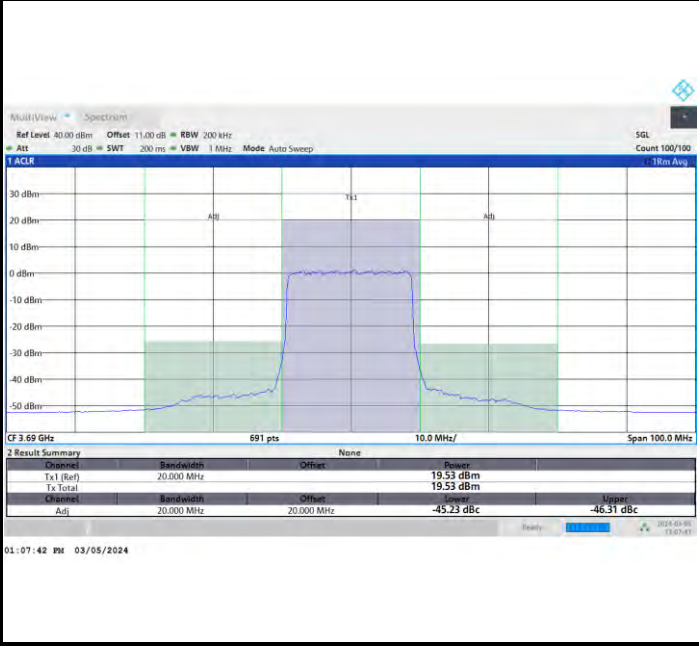 MultiView Spectrum
Ref Level 40.00 dBm Offset 11.00 dB RBW 200 kHz SGL
Att 30 dB SWT 200 ms VBW 1 MHz Mode Auto Sweep Count 100/100
1 ACLR 1Rm Avg
30 dBm
Tx1
20 dBm Adj Adj
10 dBm
0 dBm
-10 dBm
-20 dBm
-30 dBm
-40 dBm
-50 dBm
CF 3.69 GHz 691 pts 10.0 MHz/ Span 100.0 MHz
2 Result Summary None
Channel Bandwidth Offset Power
Tx1 (Ref) 20.000 MHz 19.53 dBm
Tx Total 19.53 dBm
Channel Bandwidth Offset Lower Upper
Adj 20.000 MHz 20.000 MHz -45.23 dBc -46.31 dBc
Ready 2024-03-05
13:07:41
01:07:42 PM 03/05/2024